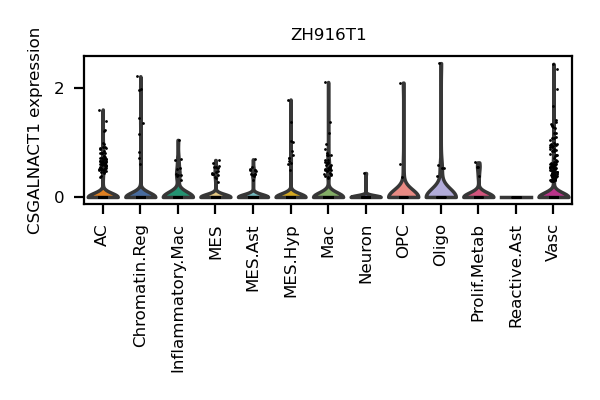 ZH916T1
CSGALNACT1 expression
2
0
AC
Chromatin.Reg
Inflammatory.Mac
MES
MES.Ast
MES.Hyp
Mac
Neuron
OPC
Oligo
Prolif.Metab
Reactive.Ast
Vasc